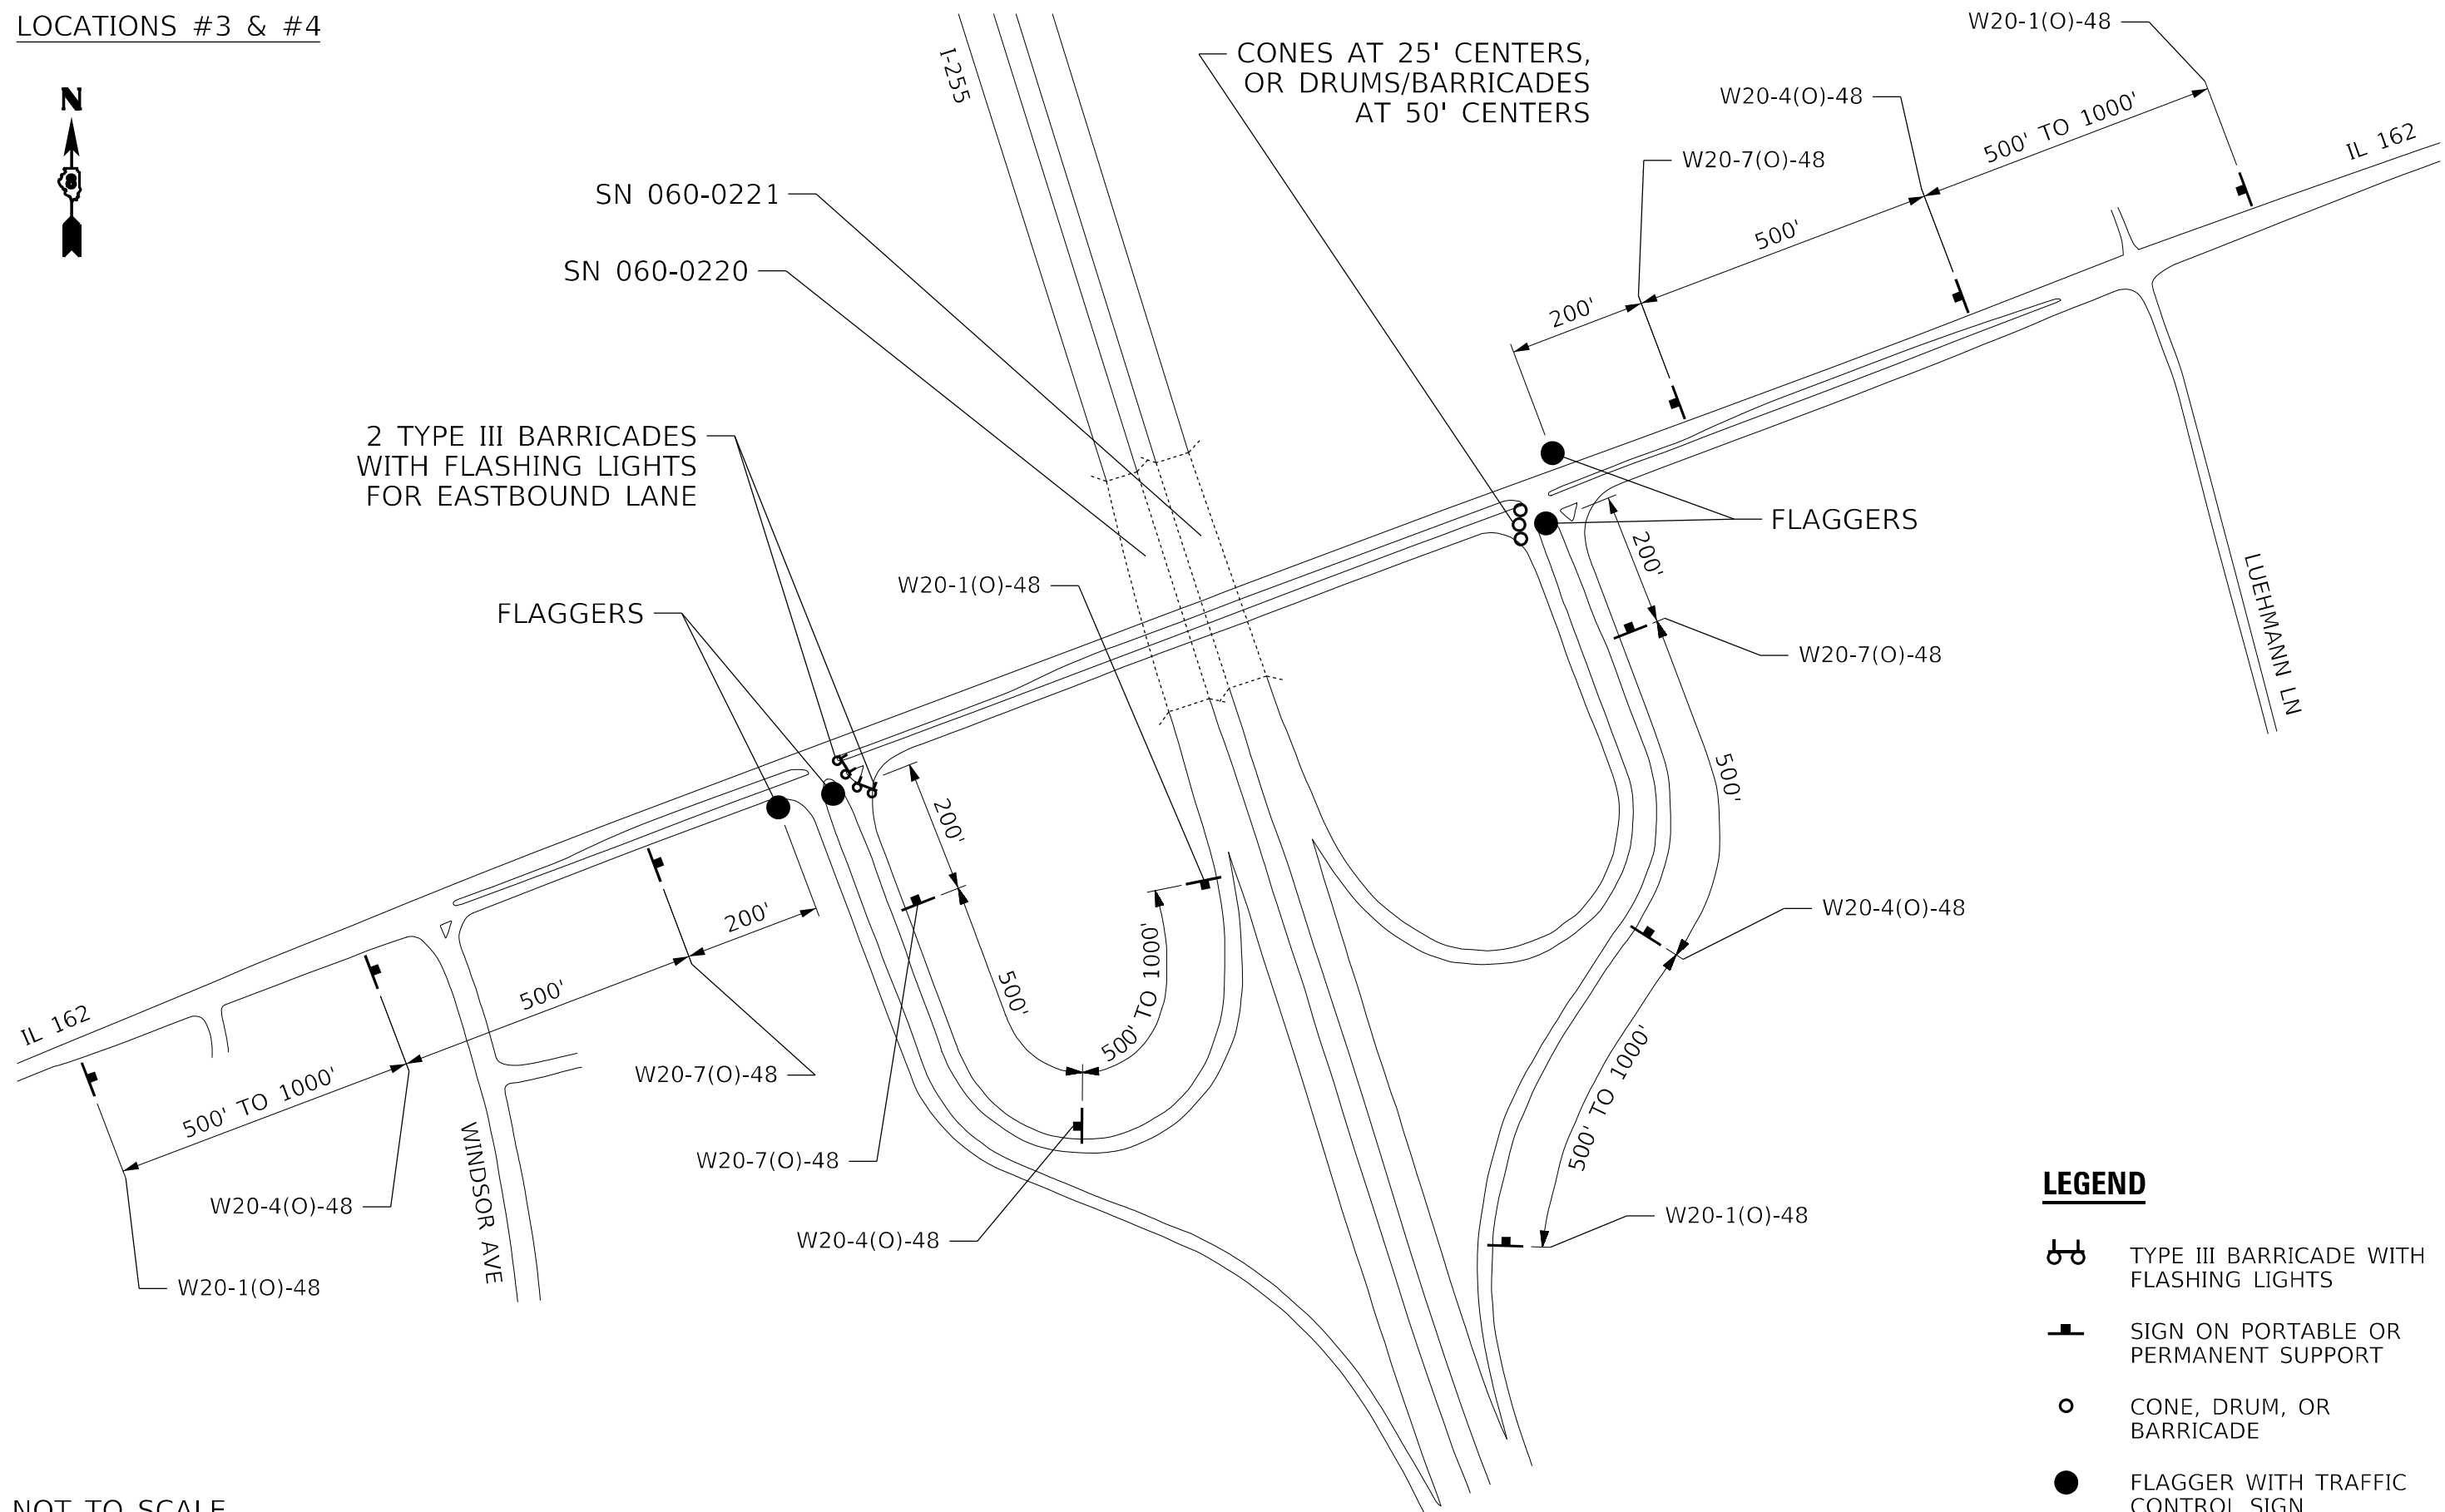 LOCATIONS #3 & #4
N
8
I-255
CONES AT 25' CENTERS,
OR DRUMS/BARRICADES
AT 50' CENTERS
W20-1(O)-48
W20-4(O)-48
W20-7(O)-48
500' TO 1000'
IL 162
500'
200'
SN 060-0221
SN 060-0220
2 TYPE III BARRICADES
WITH FLASHING LIGHTS
FOR EASTBOUND LANE
FLAGGERS
W20-1(O)-48
FLAGGERS
200'
W20-7(O)-48
LUEHMANN LN
500'
W20-4(O)-48
500' TO 1000'
W20-1(O)-48
200'
500'
500' TO 1000'
200'
500'
IL 162
500' TO 1000'
W20-7(O)-48
W20-7(O)-48
W20-4(O)-48
W20-4(O)-48
WINDSOR AVE
W20-1(O)-48
LEGEND
TYPE III BARRICADE WITH
FLASHING LIGHTS
SIGN ON PORTABLE OR
PERMANENT SUPPORT
CONE, DRUM, OR
BARRICADE
FLAGGER WITH TRAFFIC
CONTROL SIGN
NOT TO SCALE